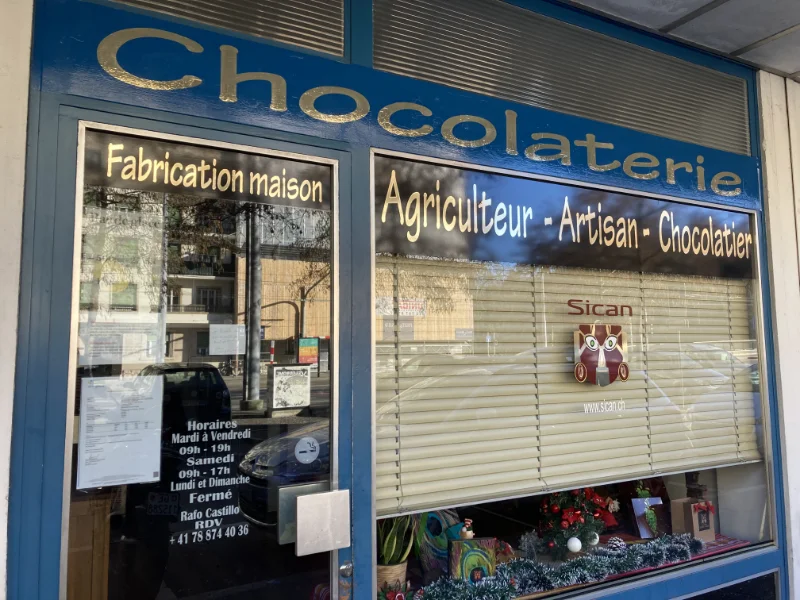 Chocolaterie
Fabrication maison
Agriculteur - Artisan - Chocolatier
Sican
www.sican.ch
Horaires
Mardi à Vendredi
09h - 19h
Samedi
09h - 17h
Lundi et Dimanche
Fermé
Rafo Castillo
RDV
+ 41 78 874 40 36